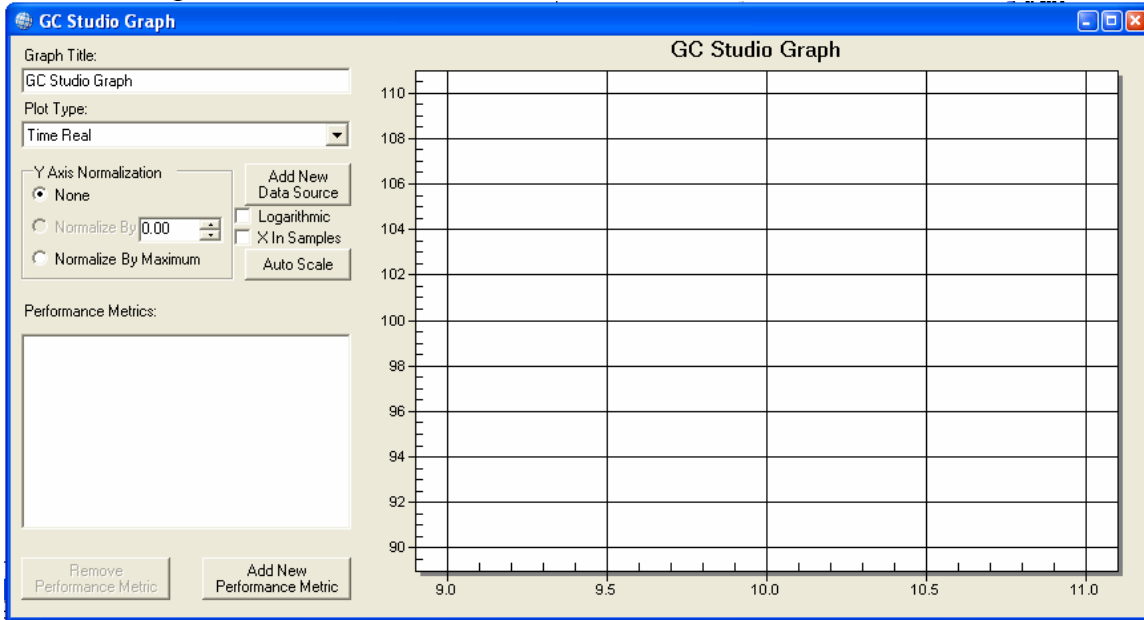 GC Studio Graph
Graph Title:
GC Studio Graph
Plot Type:
Time Real
Y Axis Normalization
None
Normalize By 0.00
Normalize By Maximum
Add New
Data Source
Logarithmic
X In Samples
Auto Scale
Performance Metrics:
Remove
Performance Metric
Add New
Performance Metric
GC Studio Graph
110
108
106
104
102
100
98
96
94
92
90
9.0 9.5 10.0 10.5 11.0